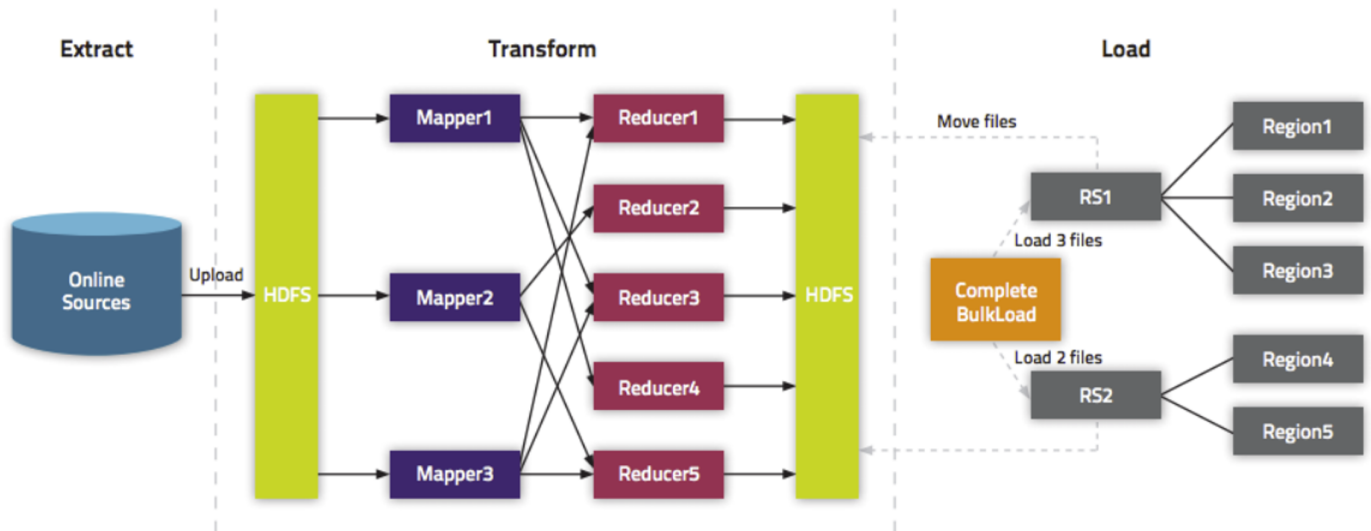 Extract
Transform
Load
Online
Sources
Upload
HDFS
Mapper1
Mapper2
Mapper3
Reducer1
Reducer2
Reducer3
Reducer4
Reducer5
HDFS
Move files
RS1
Load 3 files
Complete
BulkLoad
Load 2 files
RS2
Region1
Region2
Region3
Region4
Region5